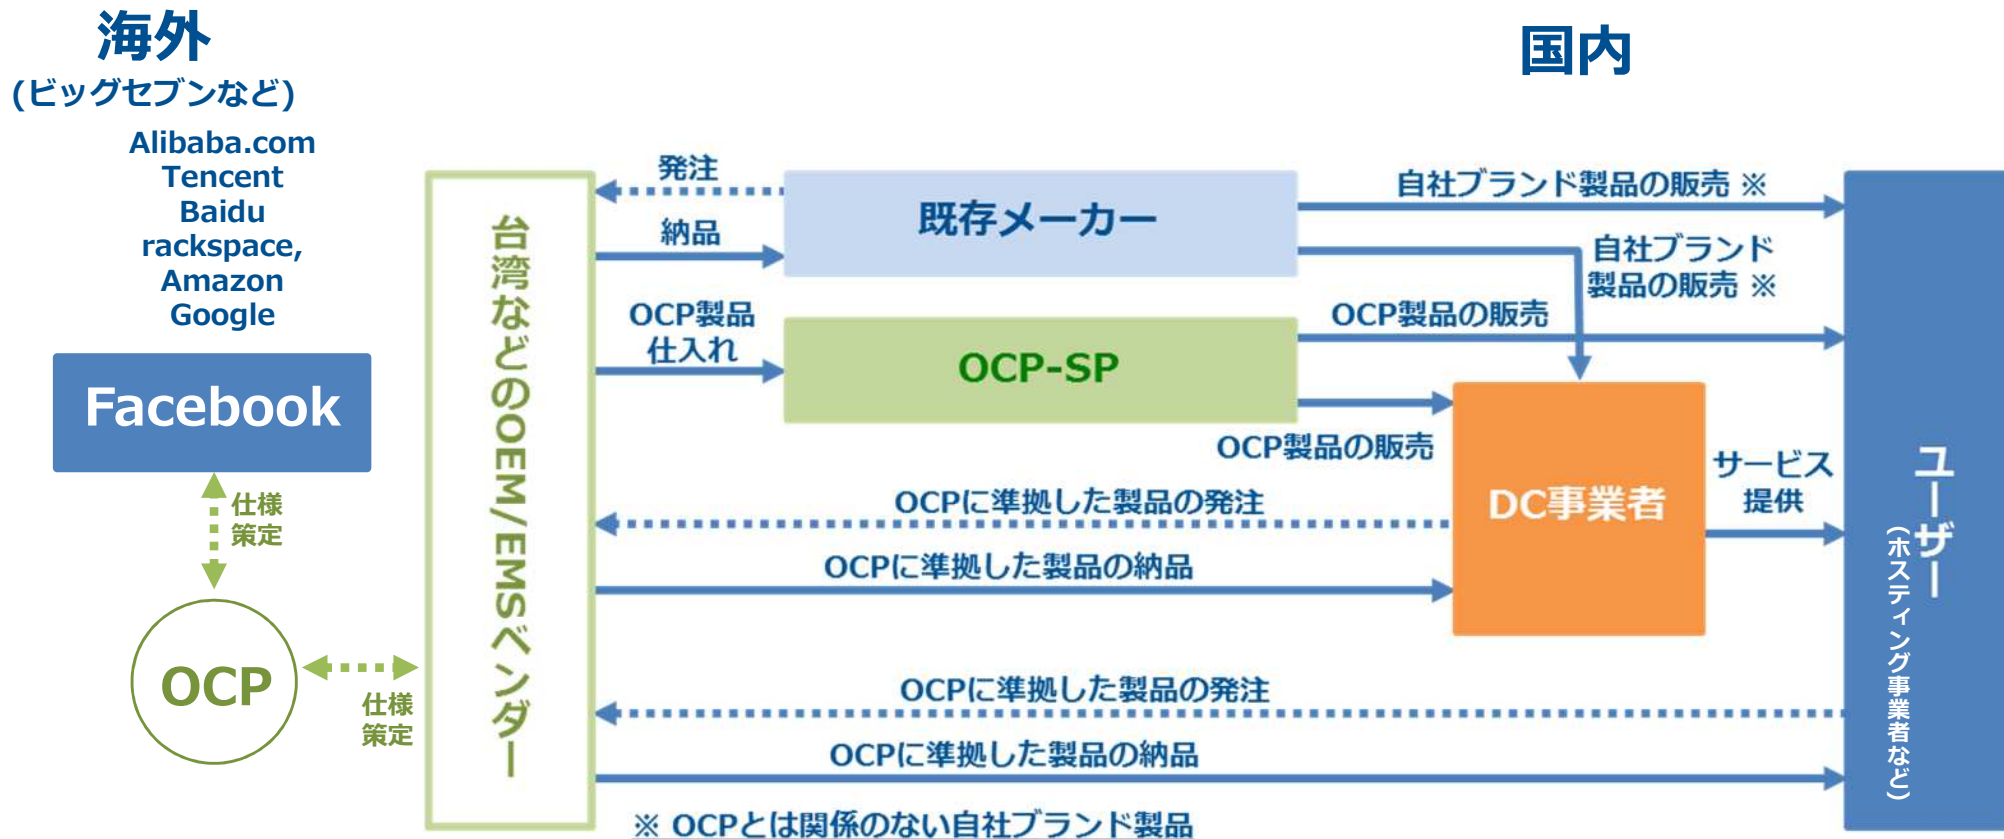 海外
(ビッグセブンなど)
Alibaba.com
Tencent
Baidu
rackspace,
Amazon
Google
Facebook
仕様
策定
OCP
仕様
策定
台湾などのOEM/EMSベンダー
国内
発注
納品
既存メーカー
自社ブランド製品の販売 ※
自社ブランド
製品の販売 ※
OCP製品
仕入れ
OCP-SP
OCP製品の販売
OCP製品の販売
DC事業者
サービス
提供
OCPに準拠した製品の発注
OCPに準拠した製品の納品
OCPに準拠した製品の発注
OCPに準拠した製品の納品
ユーザー
(ホスティング事業者など)
※ OCPとは関係のない自社ブランド製品